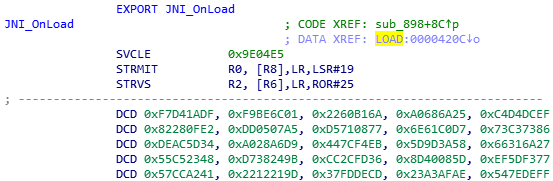 EXPORT JNI_OnLoad
JNI_OnLoad ; CODE XREF: sub_898+8C↑p
; DATA XREF: LOAD:0000420C↓o
SVCLE 0x9E04E5
STRMIT R0, [R8],LR,LSR#19
STRVS R2, [R6],LR,ROR#25
; ---------------------------------------------------------------------------
DCD 0xF7D41ADF, 0xF9BE6C01, 0x2260B16A, 0xA0686A25, 0xC4D4DCEF
DCD 0x82280FE2, 0xDD0507A5, 0xD5710877, 0x6E61C0D7, 0x73C37386
DCD 0xDEAC5D34, 0xA028A6D9, 0x447CF4EB, 0x5D9D3A58, 0x66316A27
DCD 0x55C52348, 0xD738249B, 0xCC2CFD36, 0x8D40085D, 0xEF5DF377
DCD 0x57CCA241, 0x2212219D, 0x37FDDECD, 0x23A3AFAE, 0x547EDEFF